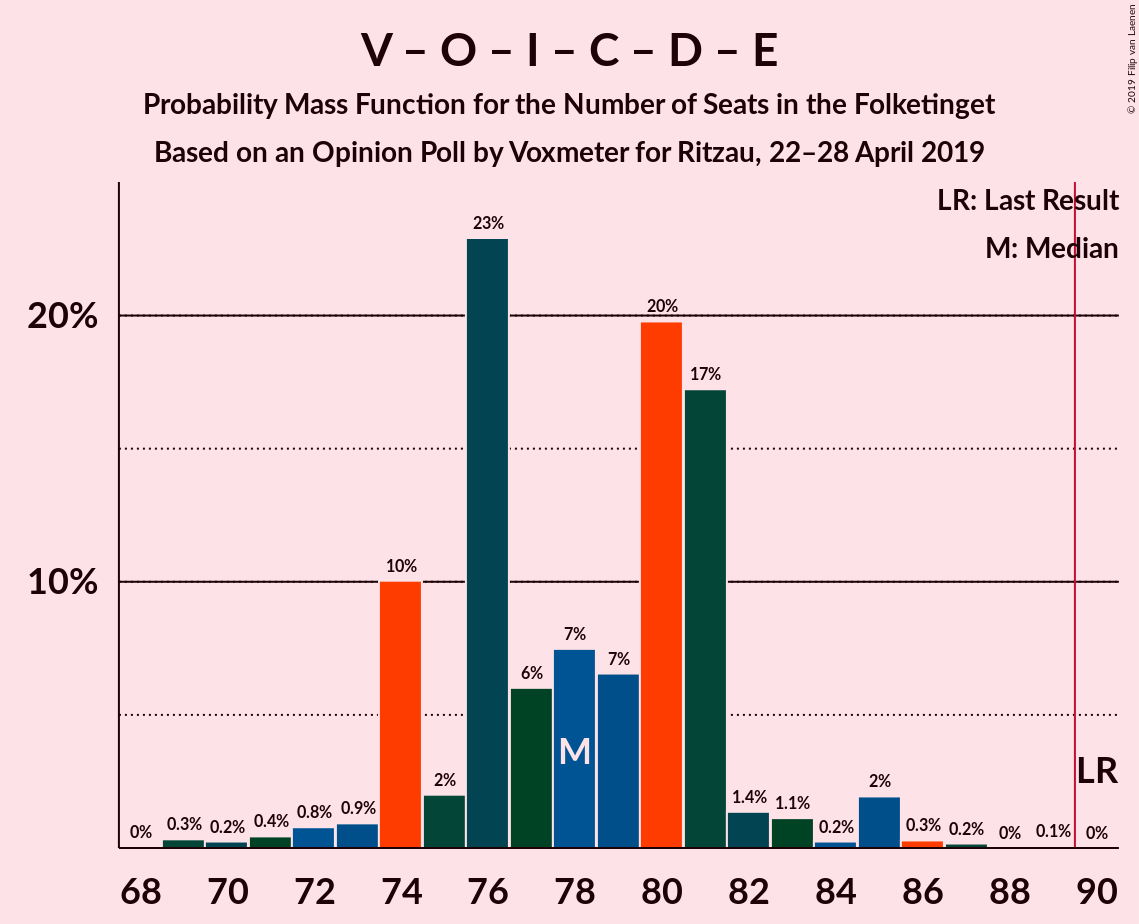 V – O – I – C – D – E
Probability Mass Function for the Number of Seats in the Folketinget
Based on an Opinion Poll by Voxmeter for Ritzau, 22–28 April 2019
© 2019 Filip van Laenen
LR: Last Result
M: Median
20%
10%
0%
0.3%
0.2%
0.4%
0.8%
0.9%
10%
2%
23%
6%
7%
7%
20%
17%
1.4%
1.1%
0.2%
2%
0.3%
0.2%
0%
0.1%
0%
M
LR
68 70 72 74 76 78 80 82 84 86 88 90